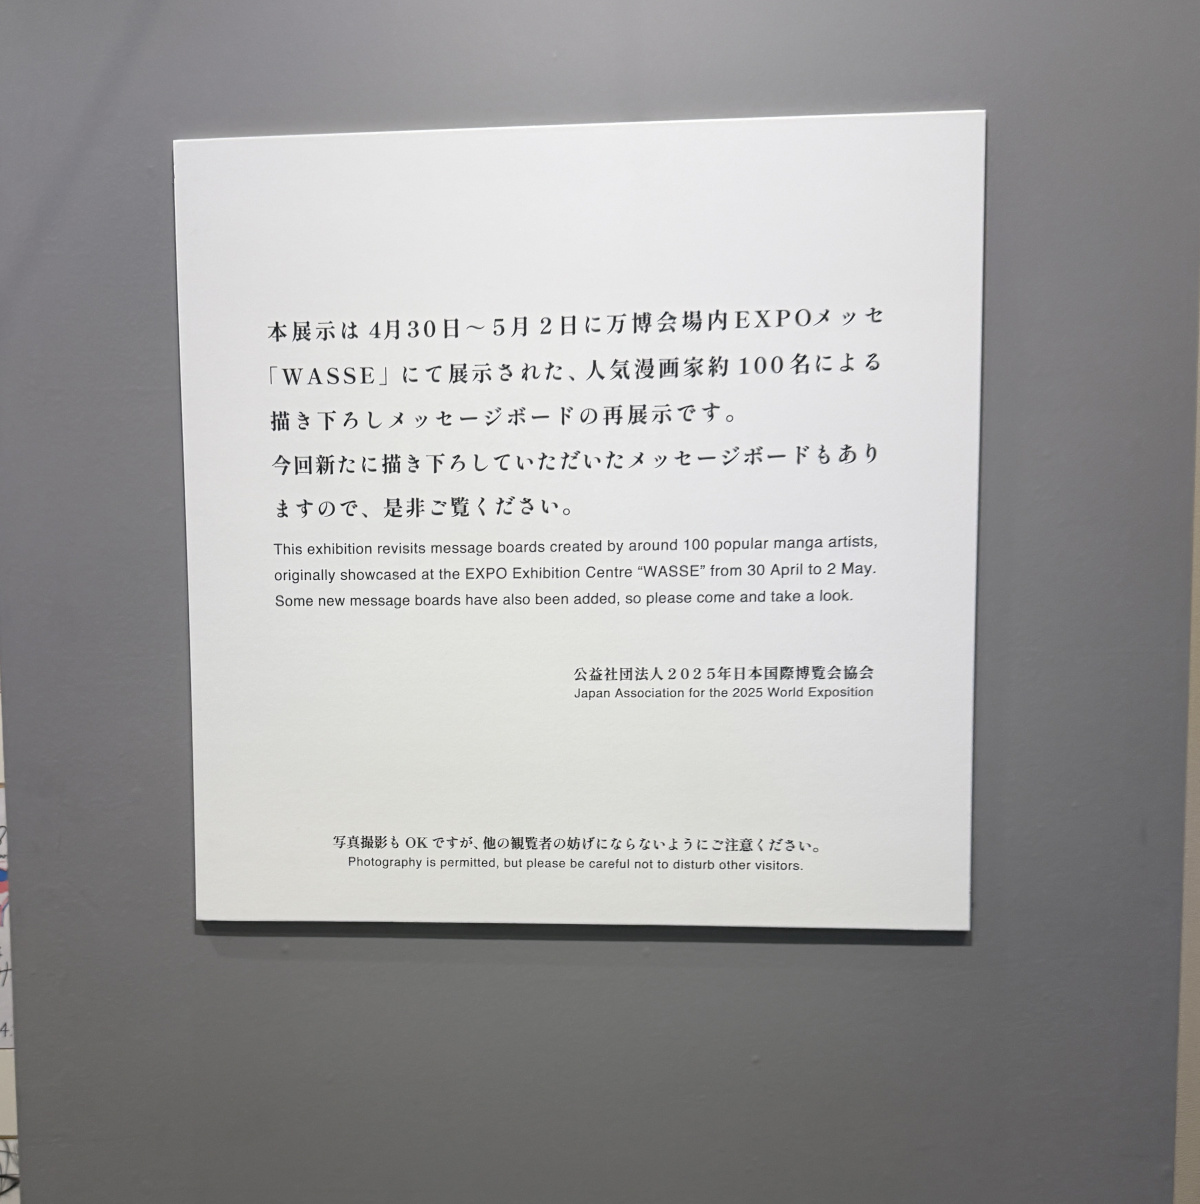 本展示は 4月30日～5月2日に万博会場内EXPOメッセ
「WASSE」にて展示された、人気漫画家約100名による
描き下ろしメッセージボードの再展示です。
今回新たに描き下ろしていただいたメッセージボードもあり
ますので、是非ご覧ください。
This exhibition revisits message boards created by around 100 popular manga artists,
originally showcased at the EXPO Exhibition Centre “WASSE” from 30 April to 2 May.
Some new message boards have also been added, so please come and take a look.
公益社団法人2025年日本国際博覧会協会
Japan Association for the 2025 World Exposition
写真撮影もOKですが、他の観覧者の妨げにならないようにご注意ください。
Photography is permitted, but please be careful not to disturb other visitors.